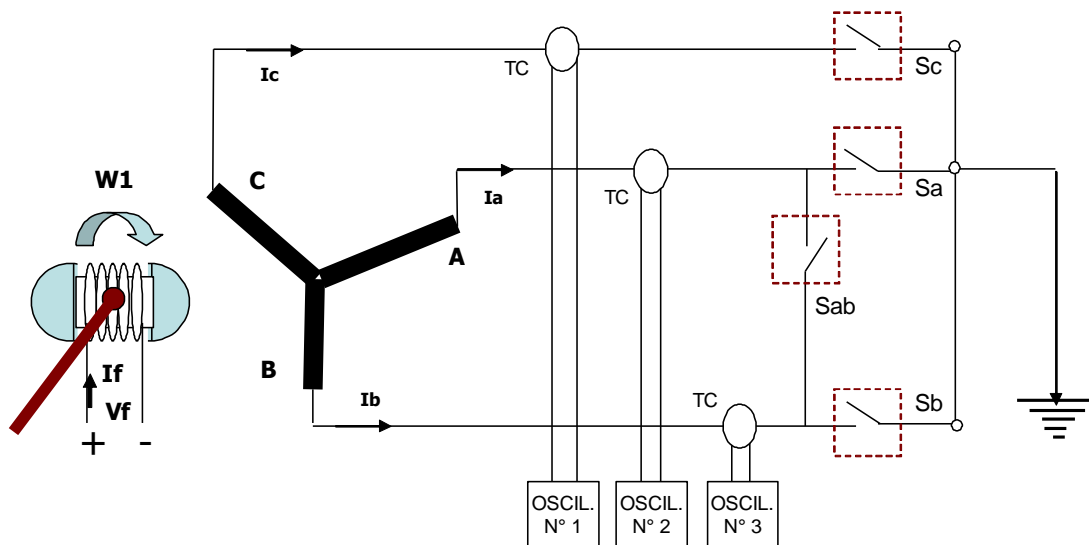 Ic
TC
Sc
W1
C
Ia
TC
Sa
A
Sab
B
If
Vf
+ -
Ib
TC
Sb
OSCIL.
N° 1
OSCIL.
N° 2
OSCIL.
N° 3